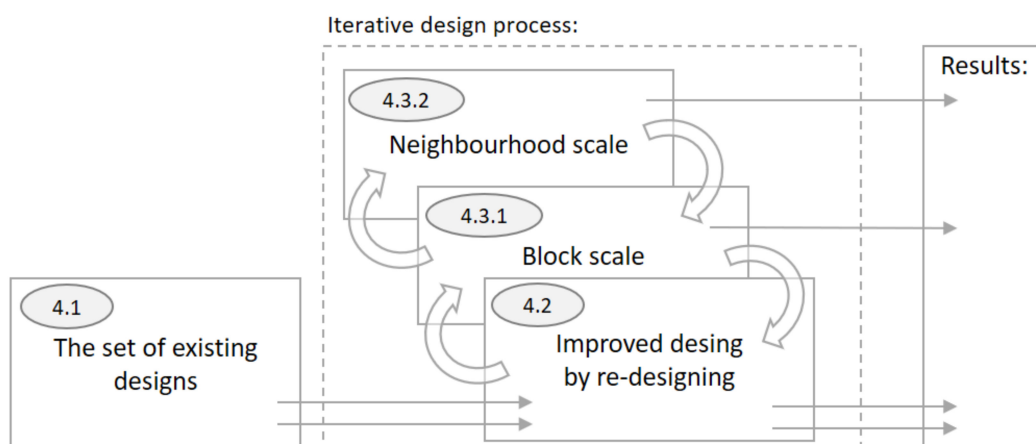 Iterative design process:
Results:
4.3.2
Neighbourhood scale
4.3.1
Block scale
4.1
The set of existing
designs
4.2
Improved desing
by re-designing